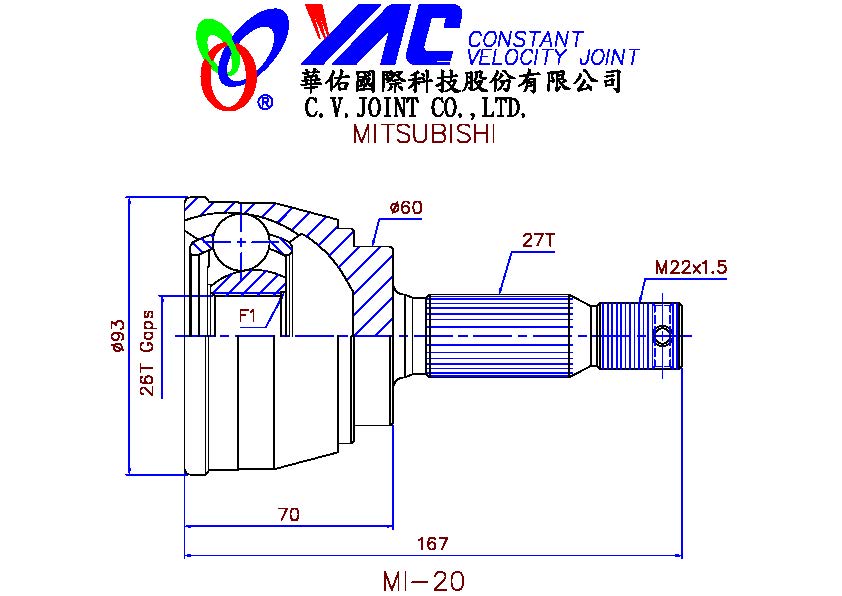 YAC CONSTANT
VELOCITY JOINT
®
華佑國際科技股份有限公司
C.V.JOINT CO.,LTD.
MITSUBISHI
ø60
27T
M22x1.5
F1
ø93
26T Gaps
70
167
MI-20